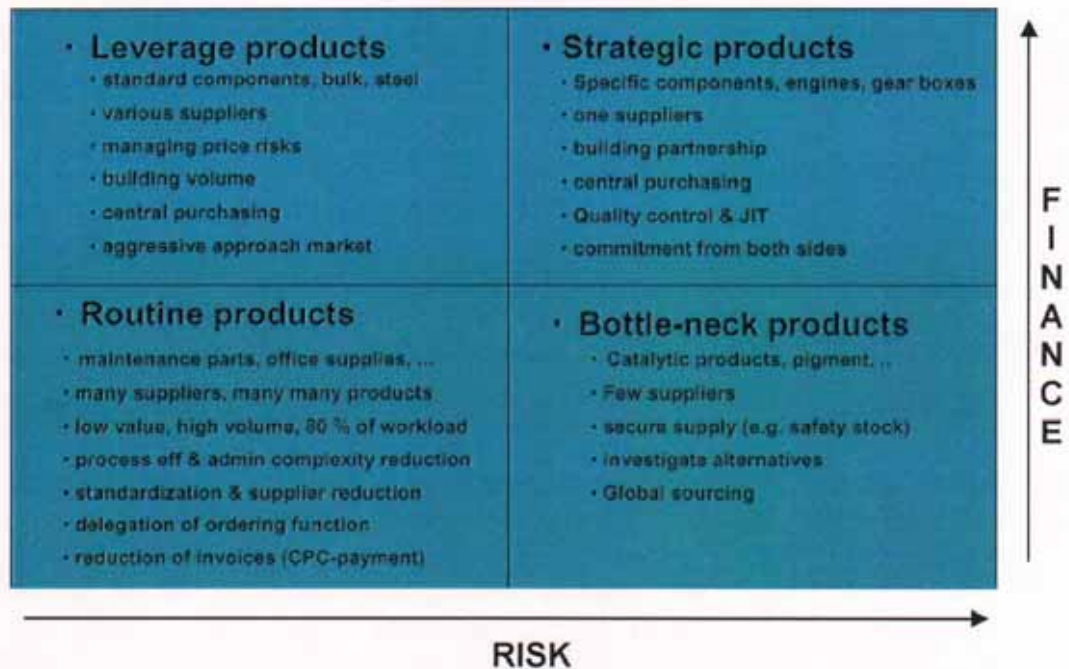 · Leverage products
· standard components, bulk, steel
· various suppliers
· managing price risks
· building volume
· central purchasing
· aggressive approach market
· Strategic products
· Specific components, engines, gear boxes
· one suppliers
· building partnership
· central purchasing
· Quality control & JIT
· commitment from both sides
· Routine products
· maintenance parts, office supplies, ...
· many suppliers, many many products
· low value, high volume, 80 % of workload
· process eff & admin complexity reduction
· standardization & supplier reduction
· delegation of ordering function
· reduction of invoices (CPC-payment)
· Bottle-neck products
· Catalytic products, pigment, ..
· Few suppliers
· secure supply (e.g. safety stock)
· investigate alternatives
· Global sourcing
FINANCE
RISK